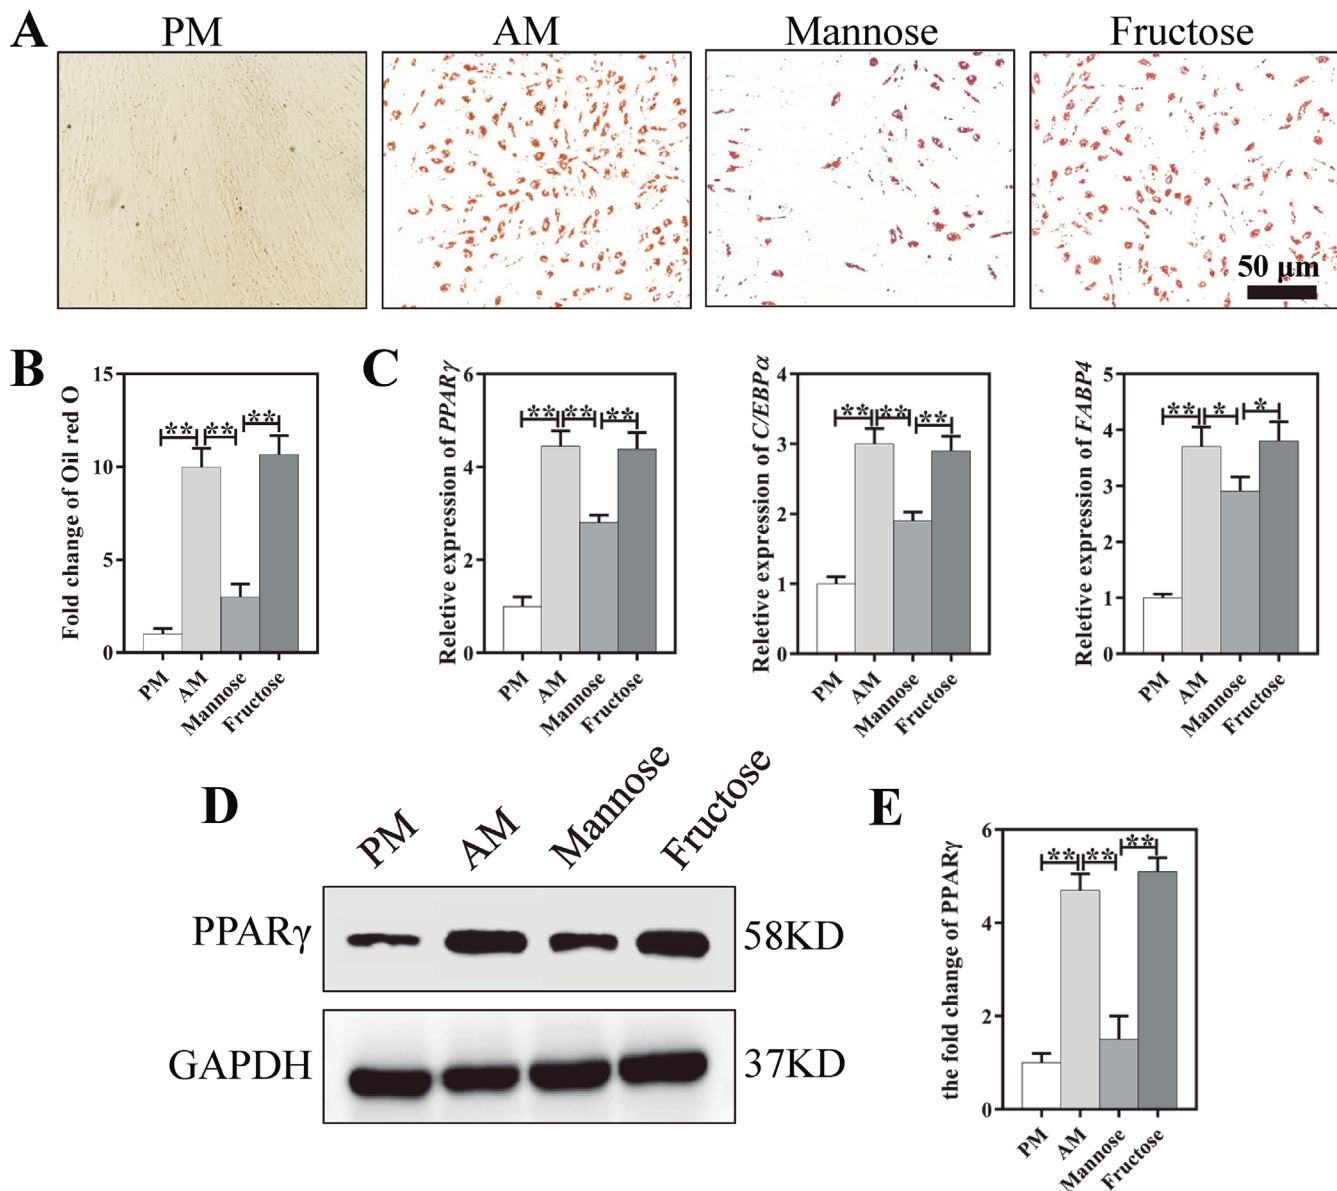 A
PM
AM
Mannose
Fructose
50 μm
B
Fold change of Oil red O
15
10
5
0
**
**
**
PM
AM
Mannose
Fructose
C
Reletive expression of PPARγ
6
4
2
0
**
**
**
PM
AM
Mannose
Fructose
Reletive expression of C/EBPα
4
3
2
1
0
**
**
**
PM
AM
Mannose
Fructose
Reletive expression of FABP4
5
4
3
2
1
0
**
*
*
PM
AM
Mannose
Fructose
D
PM
AM
Mannose
Fructose
PPARγ
58KD
GAPDH
37KD
E
the fold change of PPARγ
6
4
2
0
**
**
**
PM
AM
Mannose
Fructose